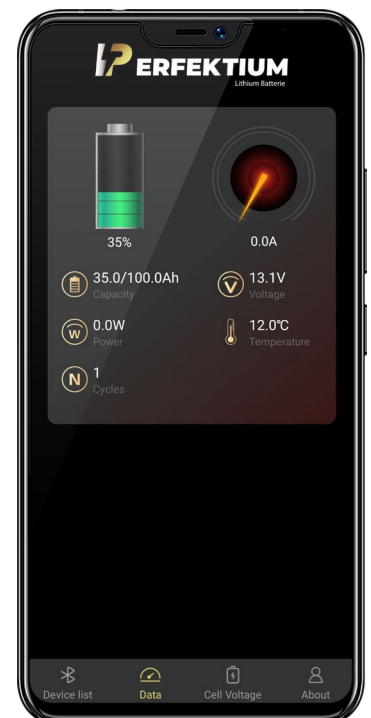 PERFEKTIUM
Lithium Batterie
35%
0.0A
35.0/100.0Ah
Capacity
13.1V
Voltage
0.0W
Power
12.0℃
Temperature
1
Cycles
W
V
N
Device list
Data
Cell Voltage
About